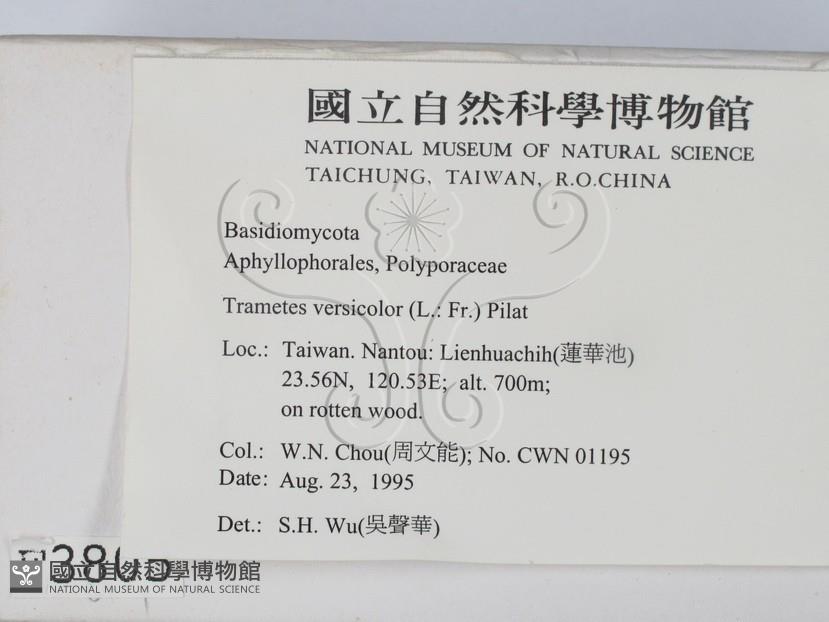 國立自然科學博物館
NATIONAL MUSEUM OF NATURAL SCIENCE
TAICHUNG, TAIWAN, R.O.CHINA
Basidiomycota
Aphyllophorales, Polyporaceae
Trametes versicolor (L.: Fr.) Pilat
Loc.: Taiwan. Nantou: Lienhuachih(蓮華池)
23.56N, 120.53E; alt. 700m;
on rotten wood.
Col.: W.N. Chou(周文能); No. CWN 01195
Date: Aug. 23, 1995
Det.: S.H. Wu(吳聲華)
國立自然科學博物館
NATIONAL MUSEUM OF NATURAL SCIENCE